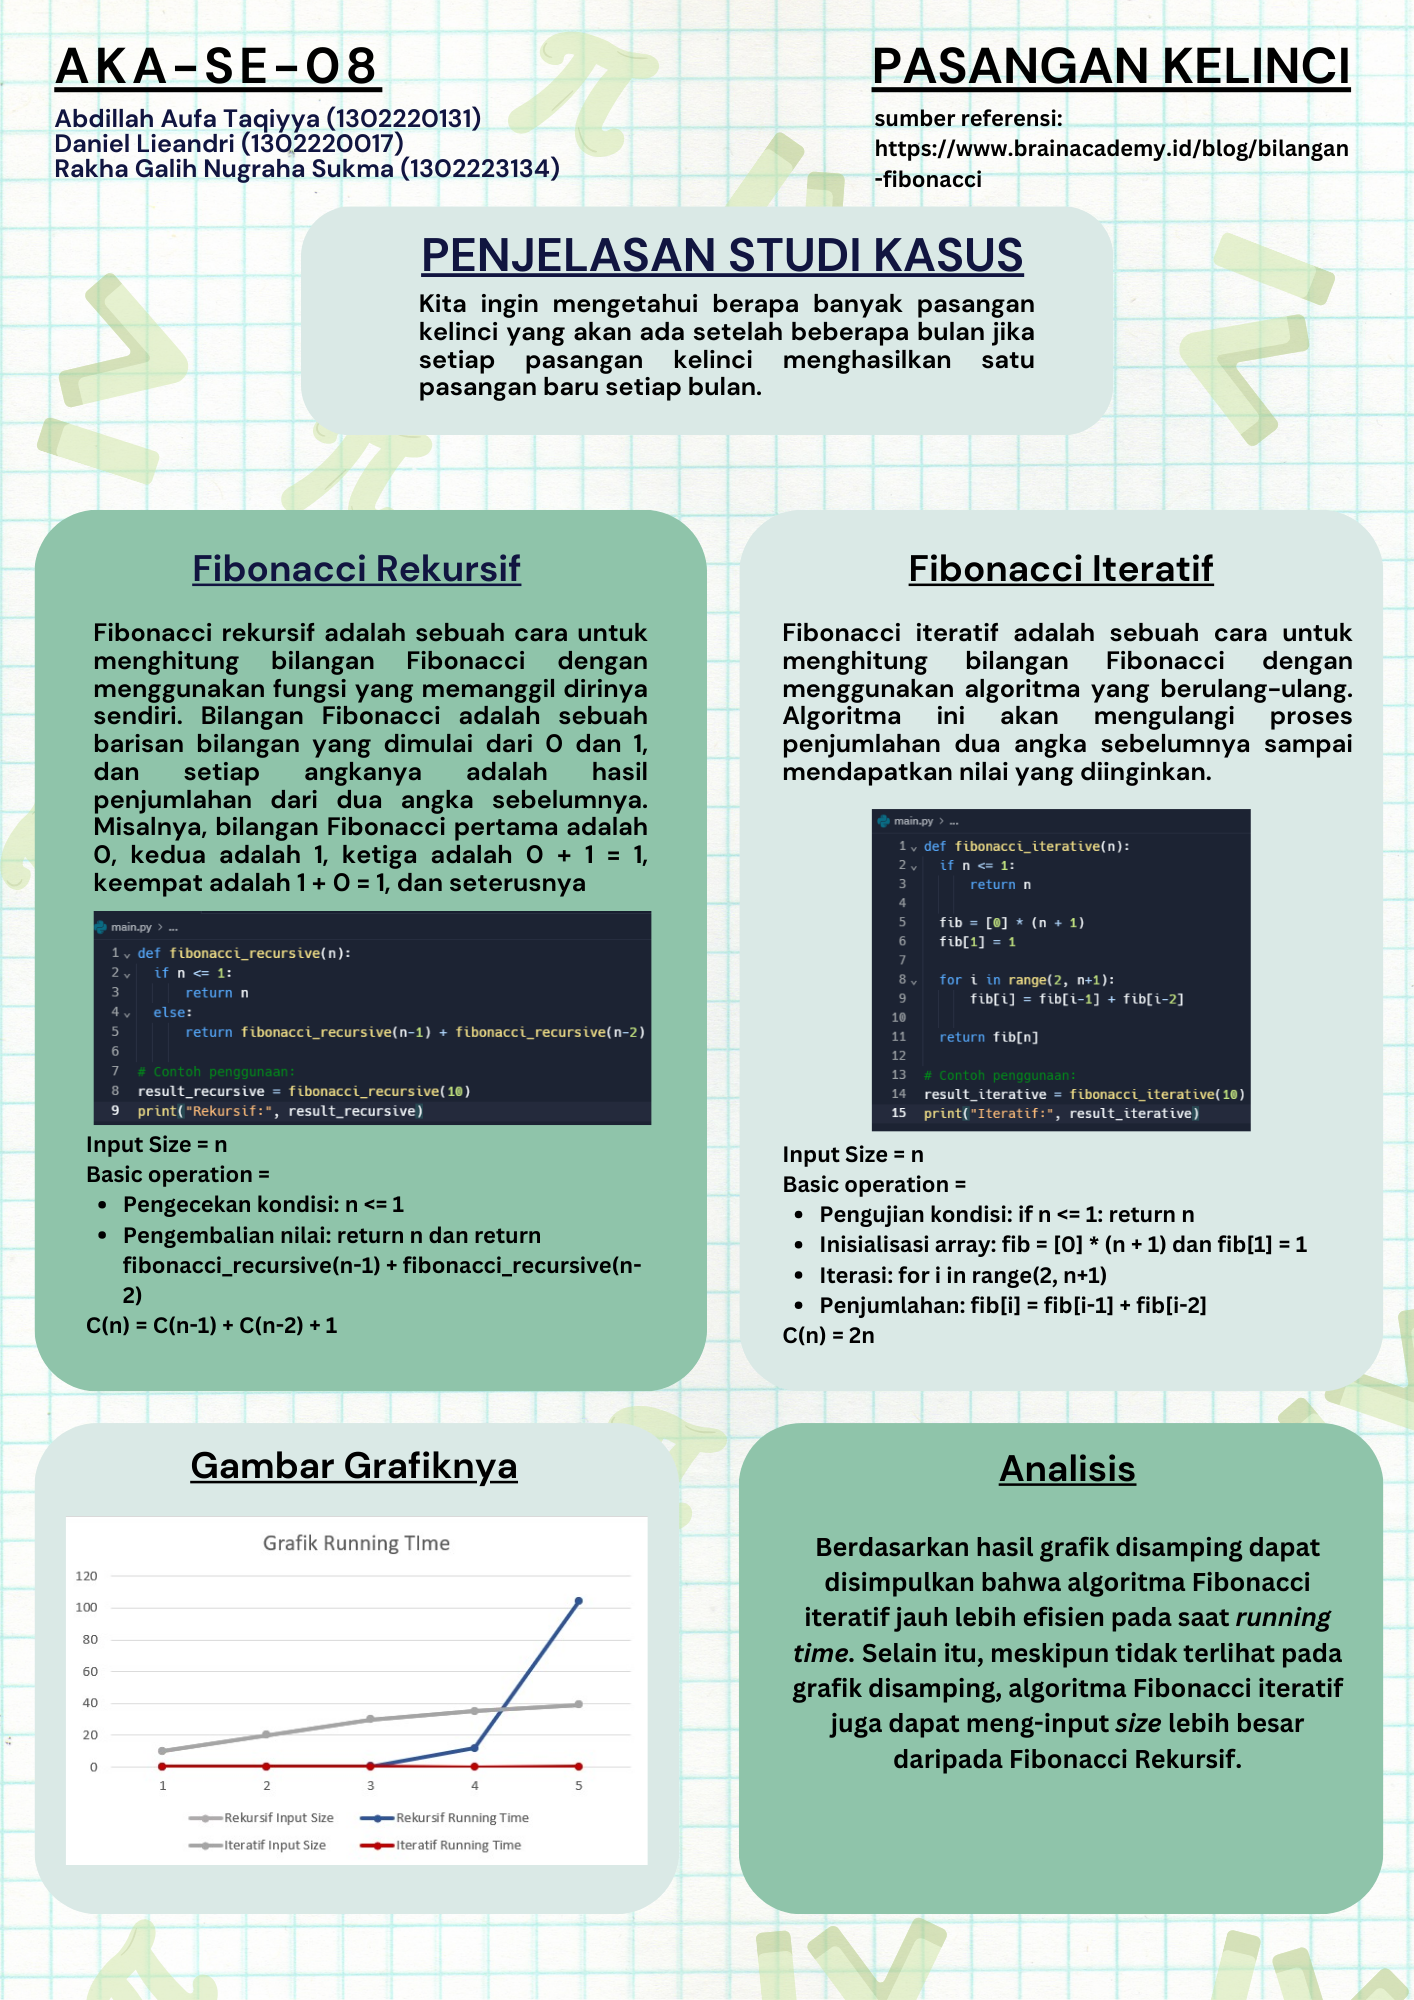 AKA-SE-08
Abdillah Aufa Taqiyya (1302220131)
Daniel Lieandri (1302220017)
Rakha Galih Nugraha Sukma (1302223134)
PASANGAN KELINCI
sumber referensi:
https://www.brainacademy.id/blog/bilangan
-fibonacci
PENJELASAN STUDI KASUS
Kita ingin mengetahui berapa banyak pasangan
kelinci yang akan ada setelah beberapa bulan jika
setiap pasangan kelinci menghasilkan satu
pasangan baru setiap bulan.
Fibonacci Rekursif
Fibonacci rekursif adalah sebuah cara untuk
menghitung bilangan Fibonacci dengan
menggunakan fungsi yang memanggil dirinya
sendiri. Bilangan Fibonacci adalah sebuah
barisan bilangan yang dimulai dari 0 dan 1,
dan setiap angkanya adalah hasil
penjumlahan dari dua angka sebelumnya.
Misalnya, bilangan Fibonacci pertama adalah
0, kedua adalah 1, ketiga adalah 0 + 1 = 1,
keempat adalah 1 + 0 = 1, dan seterusnya
main.py > ...
1 def fibonacci_recursive(n):
2 if n <= 1:
3 return n
4 else:
5 return fibonacci_recursive(n-1) + fibonacci_recursive(n-2)
6
7 # Contoh penggunaan:
8 result_recursive = fibonacci_recursive(10)
9 print("Rekursif:", result_recursive)
Input Size = n
Basic operation =
• Pengecekan kondisi: n <= 1
• Pengembalian nilai: return n dan return
fibonacci_recursive(n-1) + fibonacci_recursive(n-
2)
C(n) = C(n-1) + C(n-2) + 1
Fibonacci Iteratif
Fibonacci iteratif adalah sebuah cara untuk
menghitung bilangan Fibonacci dengan
menggunakan algoritma yang berulang-ulang.
Algoritma ini akan mengulangi proses
penjumlahan dua angka sebelumnya sampai
mendapatkan nilai yang diinginkan.
main.py > ...
1 def fibonacci_iterative(n):
2 if n <= 1:
3 return n
4
5 fib = [0] * (n + 1)
6 fib[1] = 1
7
8 for i in range(2, n+1):
9 fib[i] = fib[i-1] + fib[i-2]
10
11 return fib[n]
12
13 # Contoh penggunaan:
14 result_iterative = fibonacci_iterative(10)
15 print("Iteratif:", result_iterative)
Input Size = n
Basic operation =
• Pengujian kondisi: if n <= 1: return n
• Inisialisasi array: fib = [0] * (n + 1) dan fib[1] = 1
• Iterasi: for i in range(2, n+1)
• Penjumlahan: fib[i] = fib[i-1] + fib[i-2]
C(n) = 2n
Gambar Grafiknya
Grafik Running TIme
120
100
80
60
40
20
0
1 2 3 4 5
Rekursif Input Size Rekursif Running Time
Iteratif Input Size Iteratif Running Time
Analisis
Berdasarkan hasil grafik disamping dapat
disimpulkan bahwa algoritma Fibonacci
iteratif jauh lebih efisien pada saat running
time. Selain itu, meskipun tidak terlihat pada
grafik disamping, algoritma Fibonacci iteratif
juga dapat meng-input size lebih besar
daripada Fibonacci Rekursif.